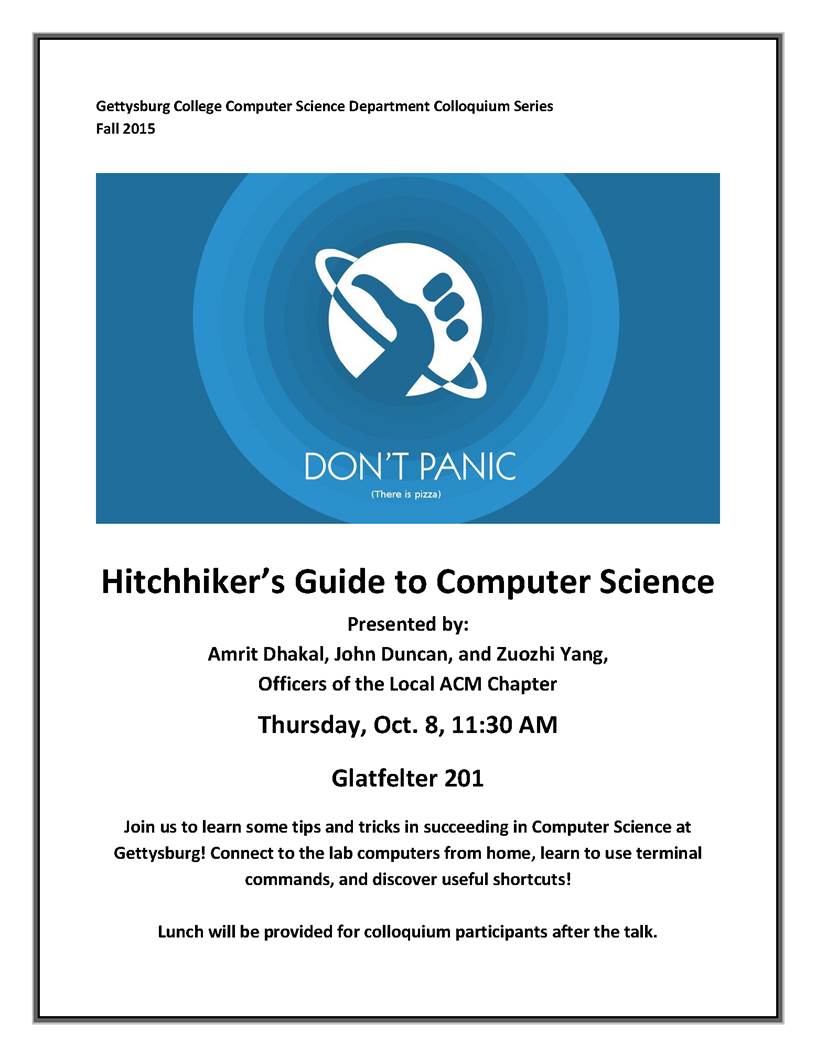 Gettysburg College Computer Science Department Colloquium Series
Fall 2015
DON'T PANIC
(There is pizza)
Hitchhiker’s Guide to Computer Science
Presented by:
Amrit Dhakal, John Duncan, and Zuozhi Yang,
Officers of the Local ACM Chapter
Thursday, Oct. 8, 11:30 AM
Glatfelter 201
Join us to learn some tips and tricks in succeeding in Computer Science at
Gettysburg! Connect to the lab computers from home, learn to use terminal
commands, and discover useful shortcuts!
Lunch will be provided for colloquium participants after the talk.